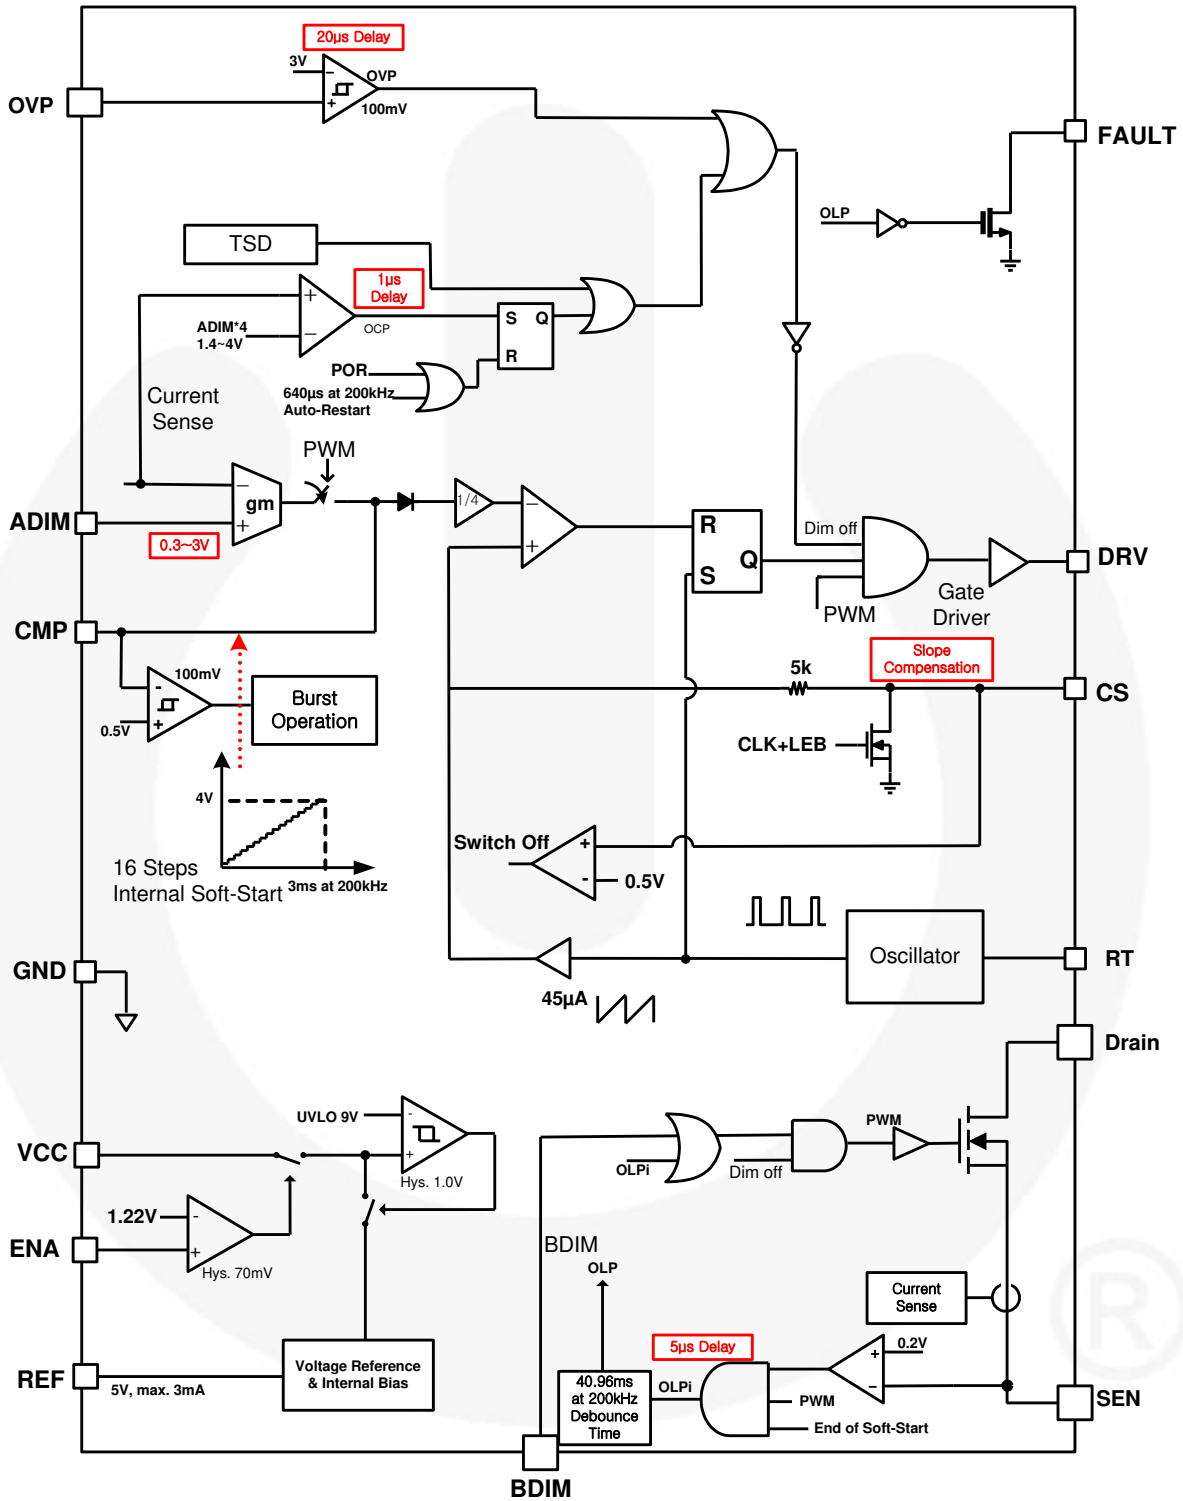 20µs Delay
3V
−
OVP
+
100mV
OVP
FAULT
OLP
TSD
1µs
Delay
+
−
ADIM*4
1.4~4V
OCP
S
Q
R
POR
640µs at 200kHz
Auto-Restart
Current
Sense
PWM
−
gm
+
ADIM
0.3~3V
1/4
−
+
R
Q
S
Dim off
PWM
Gate
Driver
DRV
CMP
100mV
-
+
0.5V
Burst
Operation
Slope
Compensation
5k
CS
CLK+LEB
4V
16 Steps
Internal Soft-Start
3ms at 200kHz
Switch Off
+
-
0.5V
Oscillator
RT
45µA
GND
Drain
UVLO 9V
-
+
Hys. 1.0V
VCC
1.22V
-
+
Hys. 70mV
ENA
OLPi
Dim off
PWM
BDIM
OLP
Current
Sense
®
Voltage Reference
& Internal Bias
REF
5V, max. 3mA
5µs Delay
0.2V
+
−
40.96ms
at 200kHz
Debounce
Time
OLPi
PWM
End of Soft-Start
SEN
BDIM